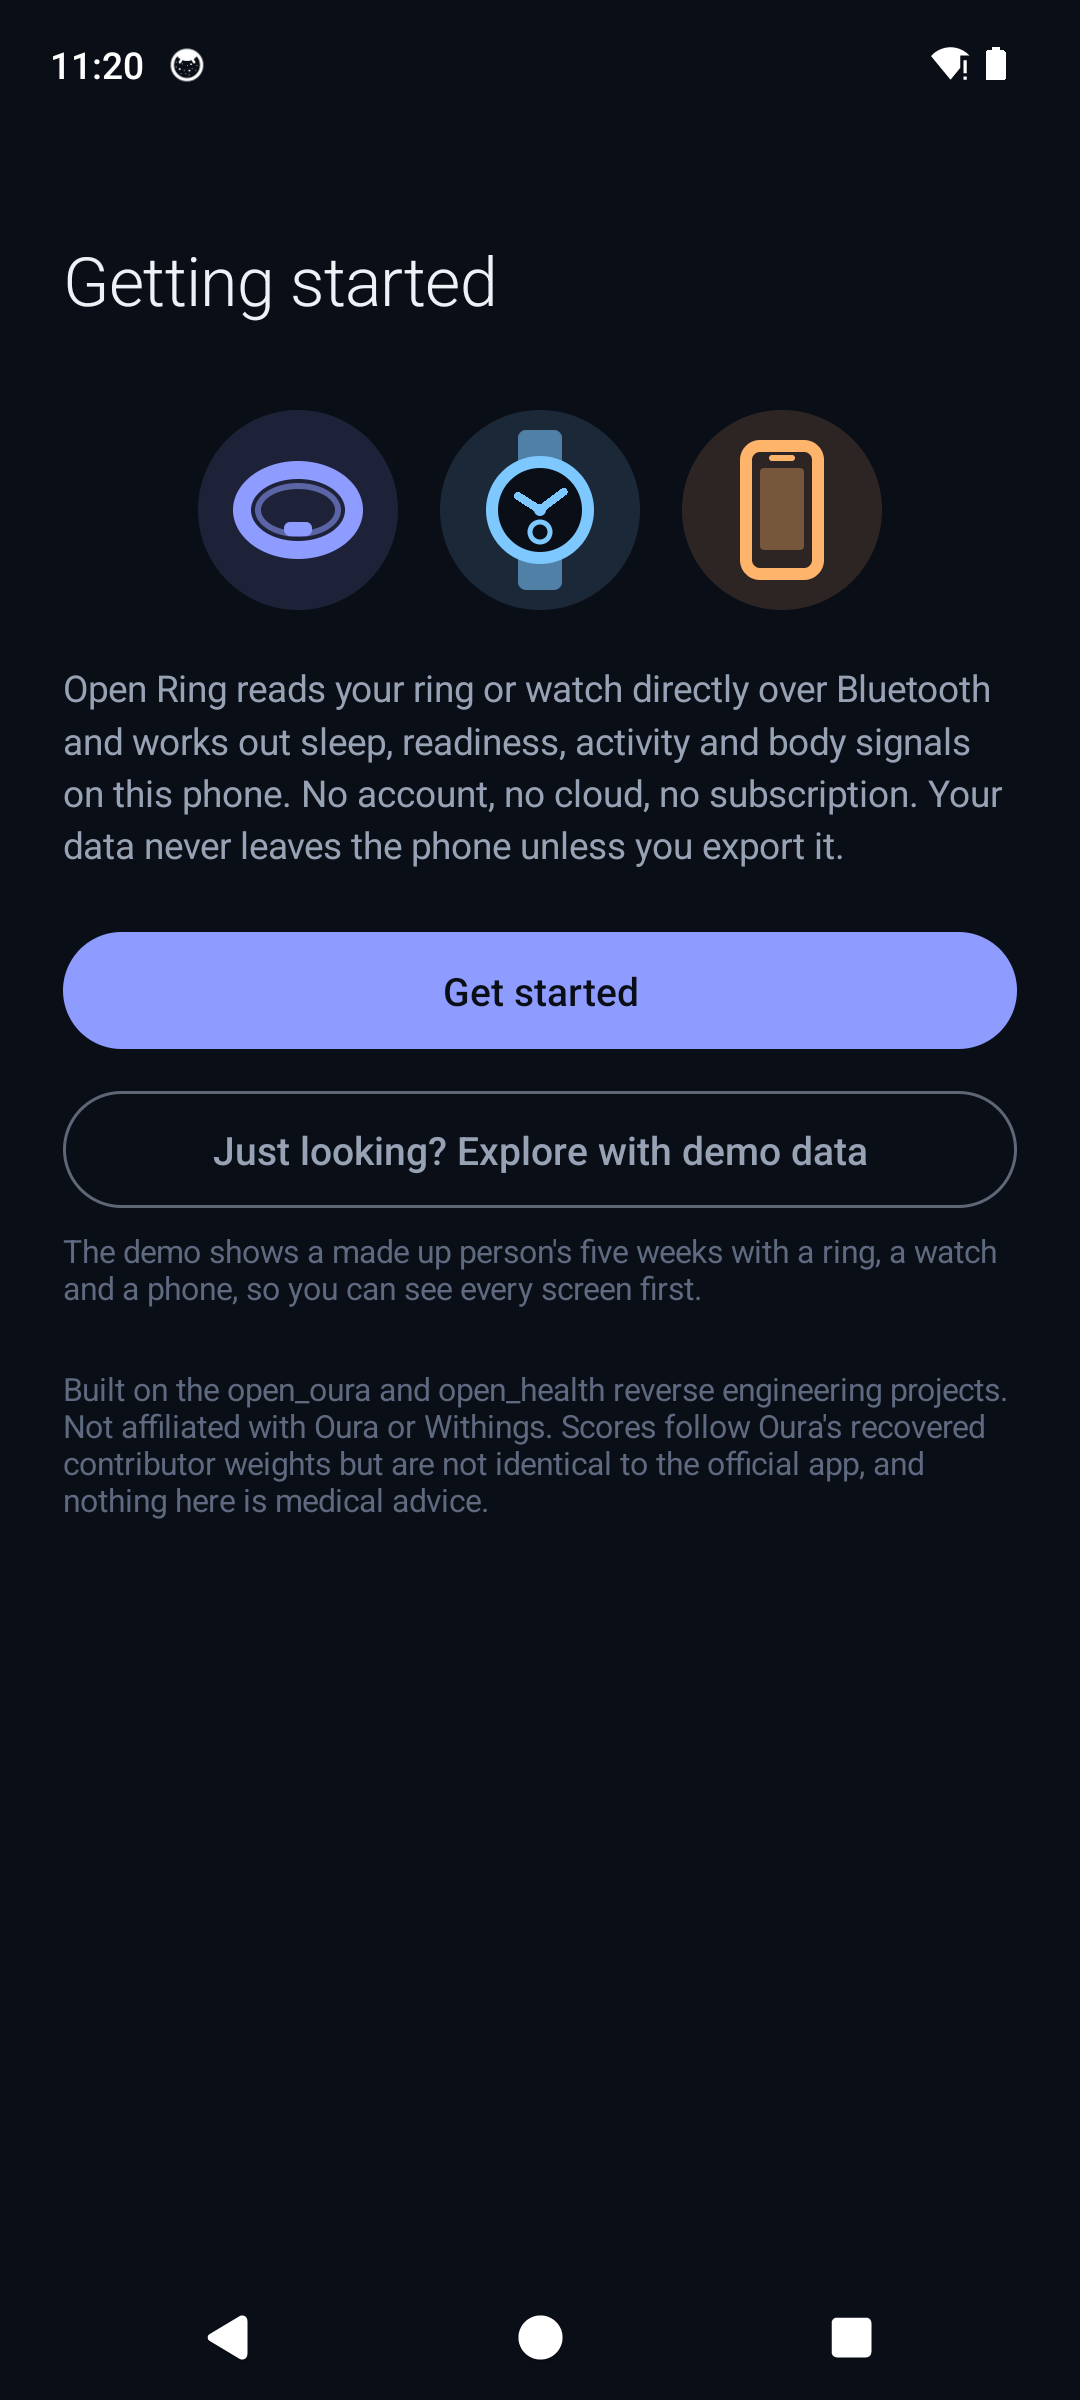 11:20
Getting started
Open Ring reads your ring or watch directly over Bluetooth
and works out sleep, readiness, activity and body signals
on this phone. No account, no cloud, no subscription. Your
data never leaves the phone unless you export it.
Get started
Just looking? Explore with demo data
The demo shows a made up person's five weeks with a ring, a watch
and a phone, so you can see every screen first.
Built on the open_oura and open_health reverse engineering projects.
Not affiliated with Oura or Withings. Scores follow Oura's recovered
contributor weights but are not identical to the official app, and
nothing here is medical advice.